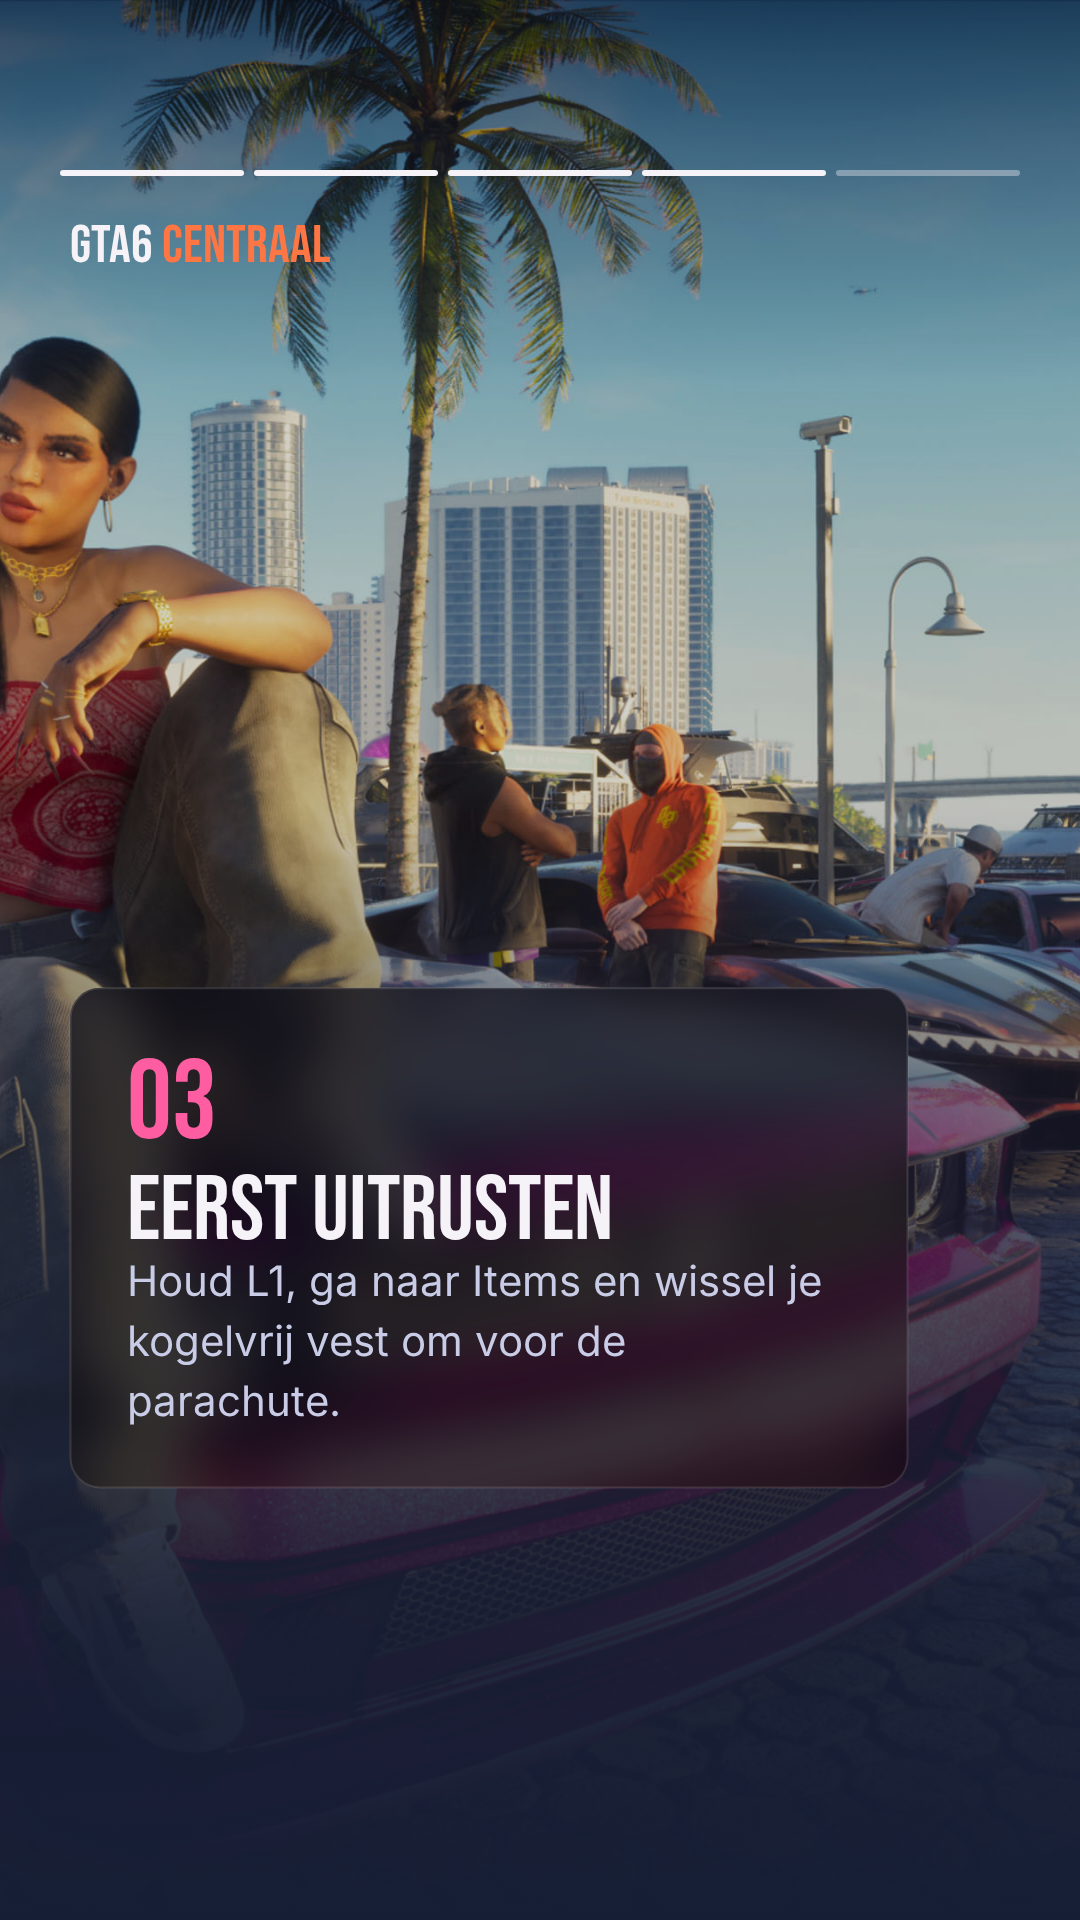 GTA6 CENTRAAL
03
EERST UITRUSTEN
Houd L1, ga naar Items en wissel je
kogelvrij vest om voor de
parachute.